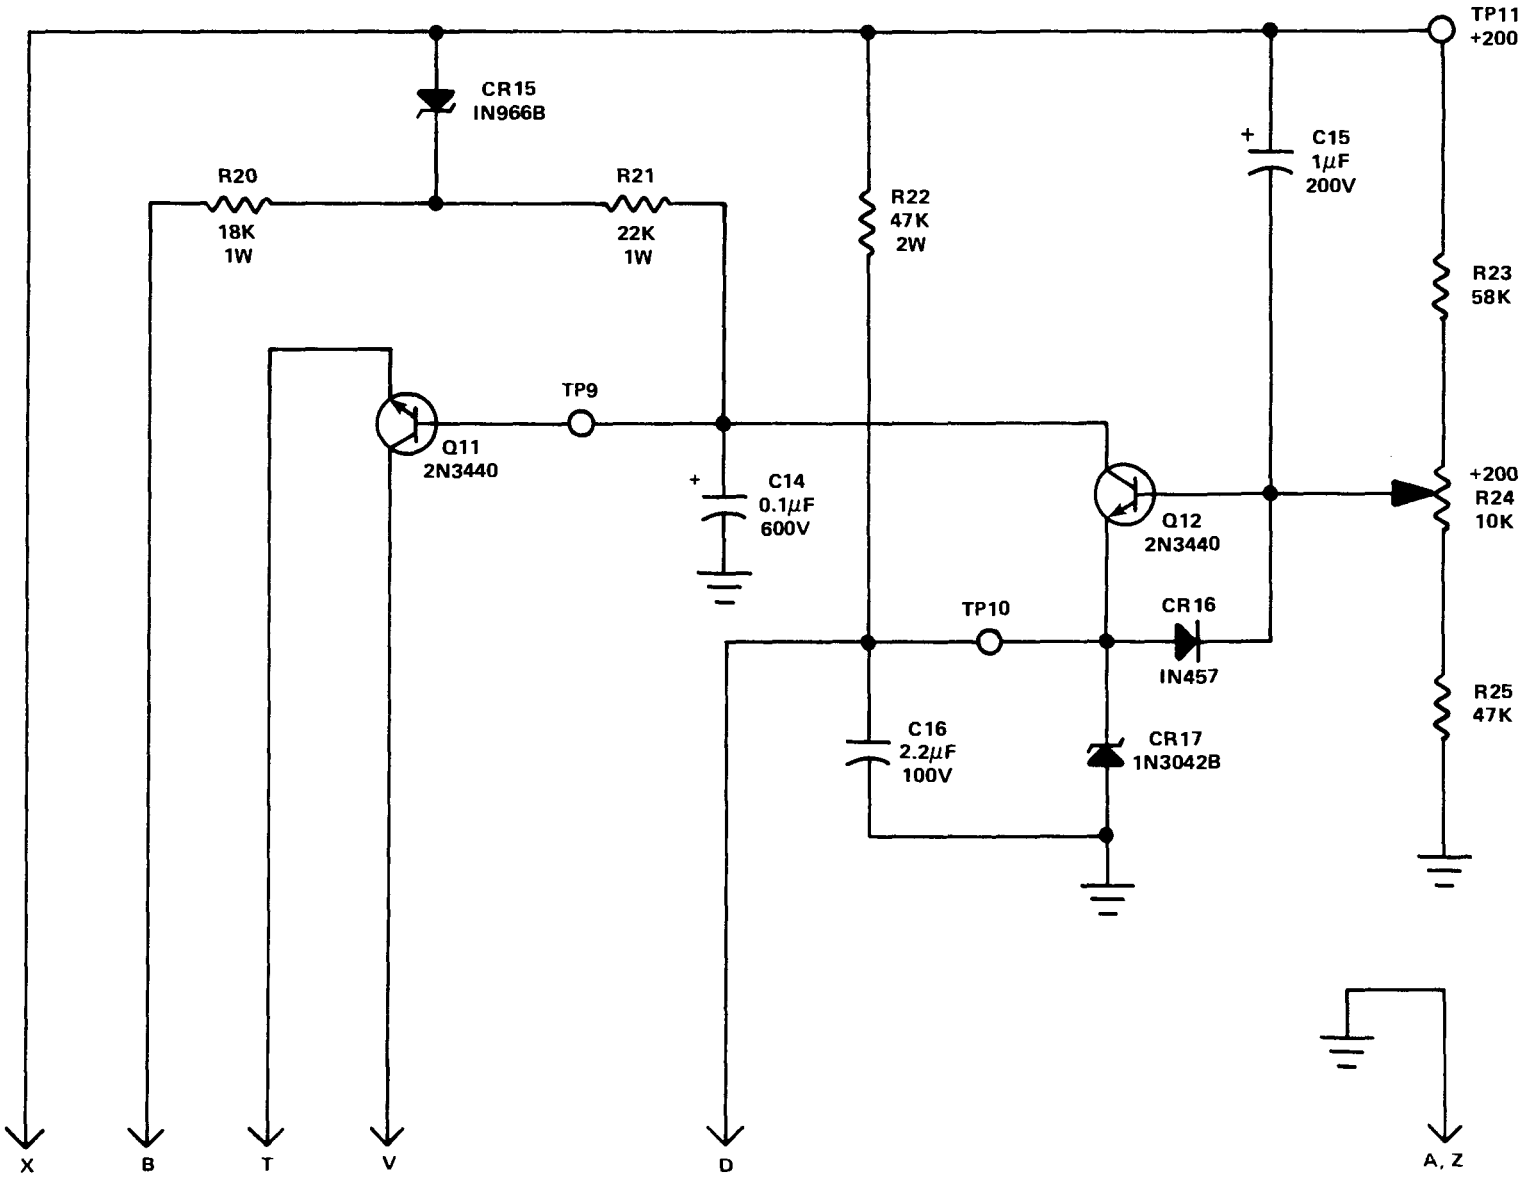 TP11
+200
CR15
IN966B
C15
1μF
200V
R20
18K
1W
R21
22K
1W
R22
47K
2W
R23
58K
TP9
Q11
2N3440
C14
0.1μF
600V
+
+
Q12
2N3440
+200
R24
10K
TP10
CR16
IN457
R25
47K
C16
2.2μF
100V
CR17
1N3042B
X
B
T
V
D
A, Z